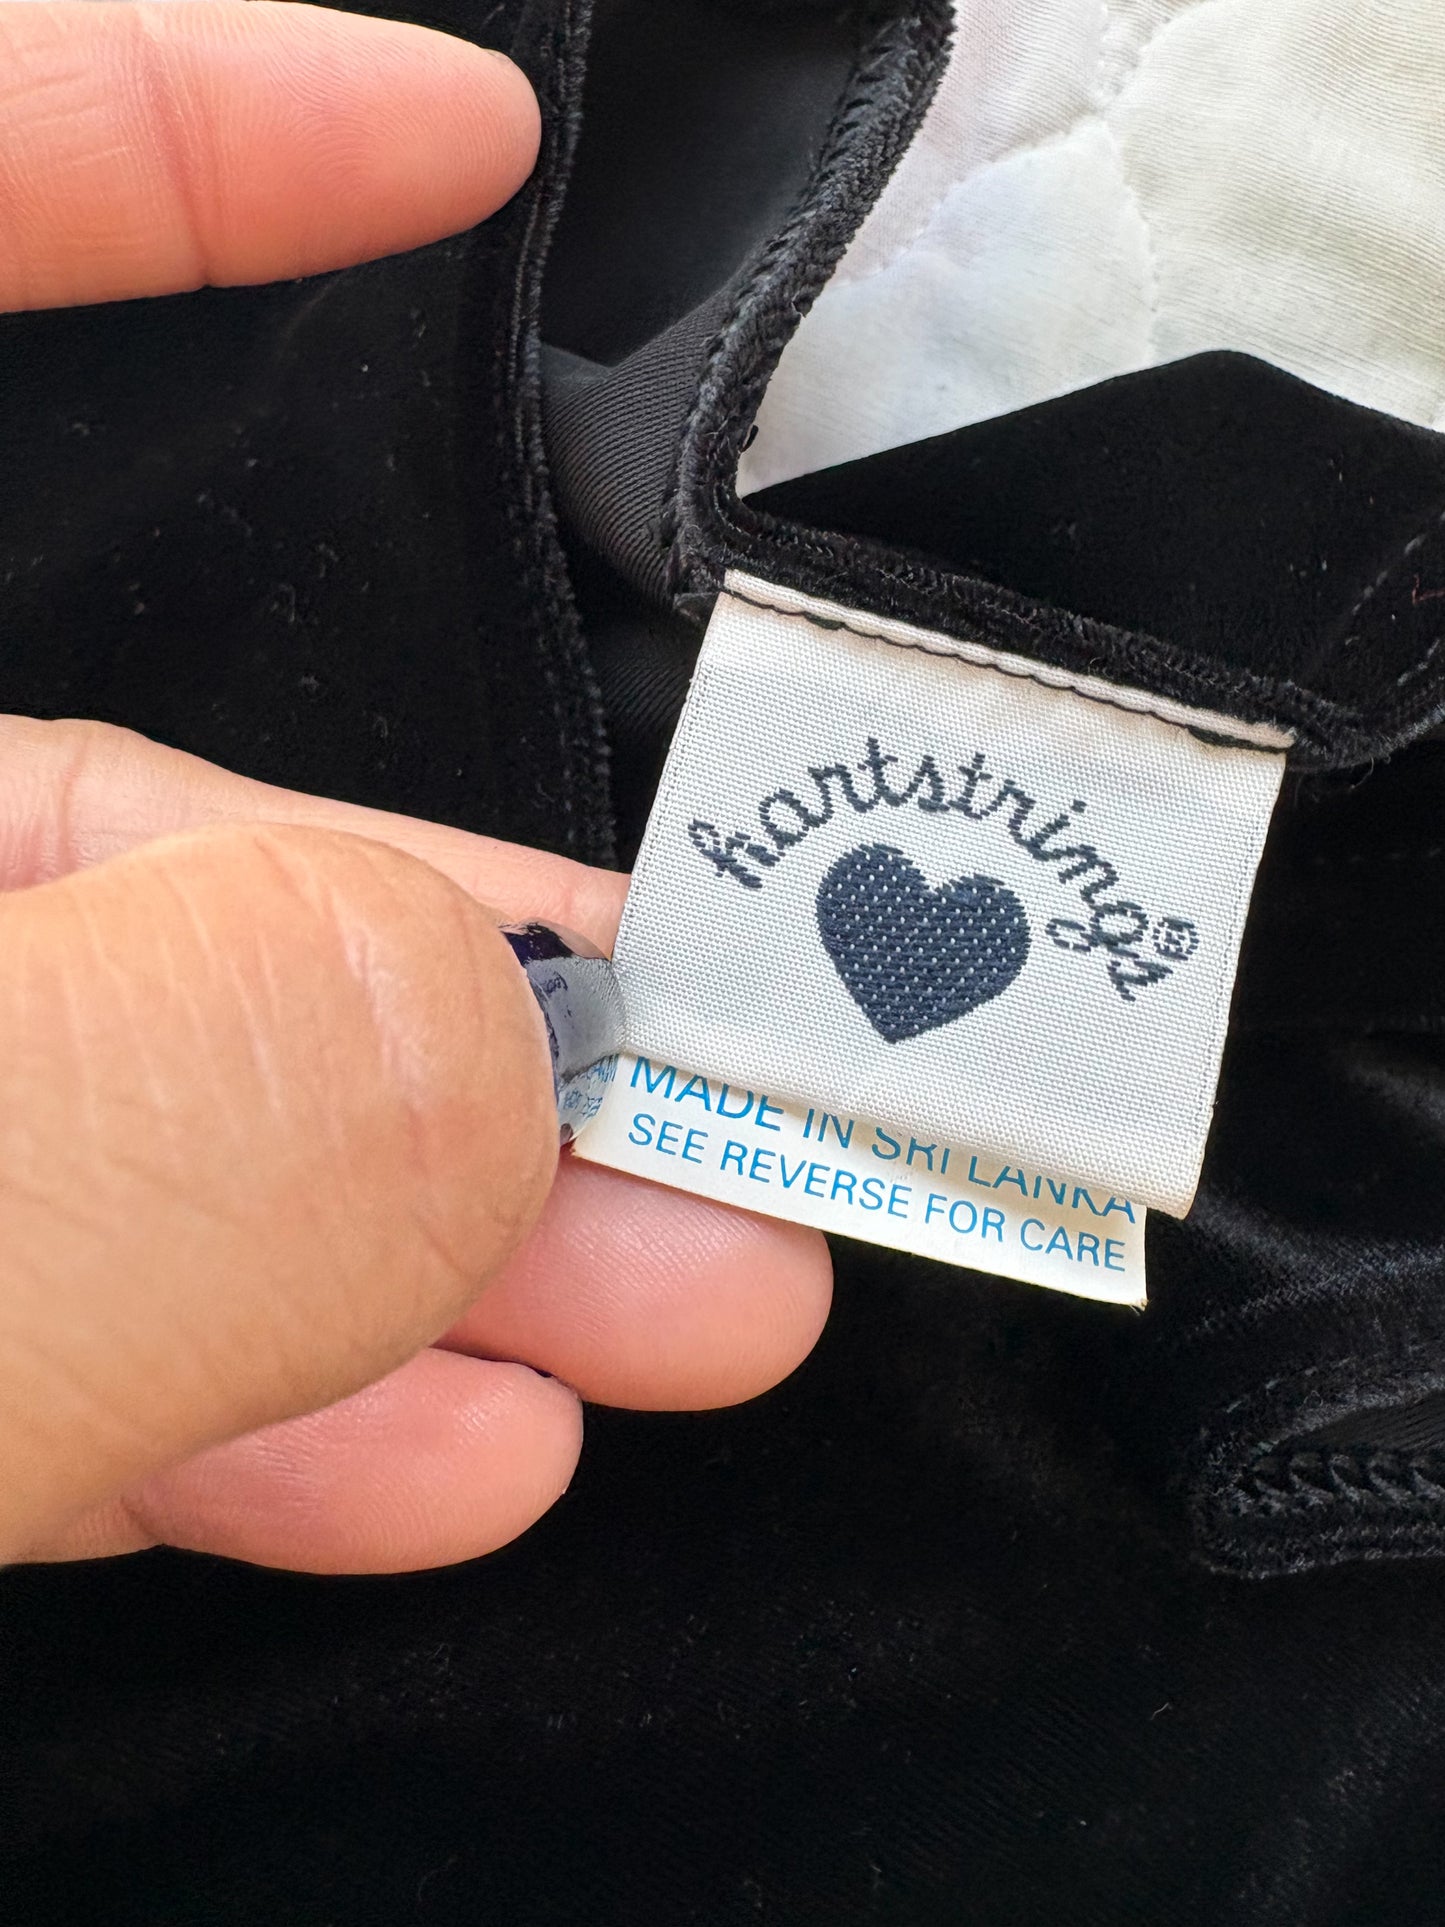 hartstrings®
MADE IN SRI LANKA
SEE REVERSE FOR CARE